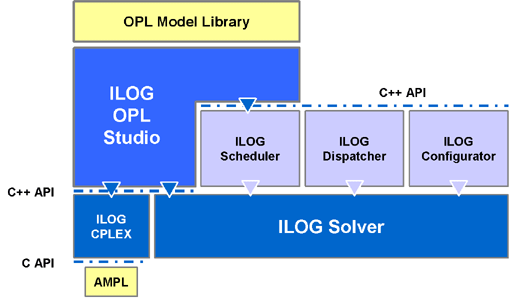 OPL Model Library
ILOG
OPL
Studio
C++ API
ILOG
Scheduler
ILOG
Dispatcher
ILOG
Configurator
C++ API
ILOG
CPLEX
ILOG Solver
C API
AMPL